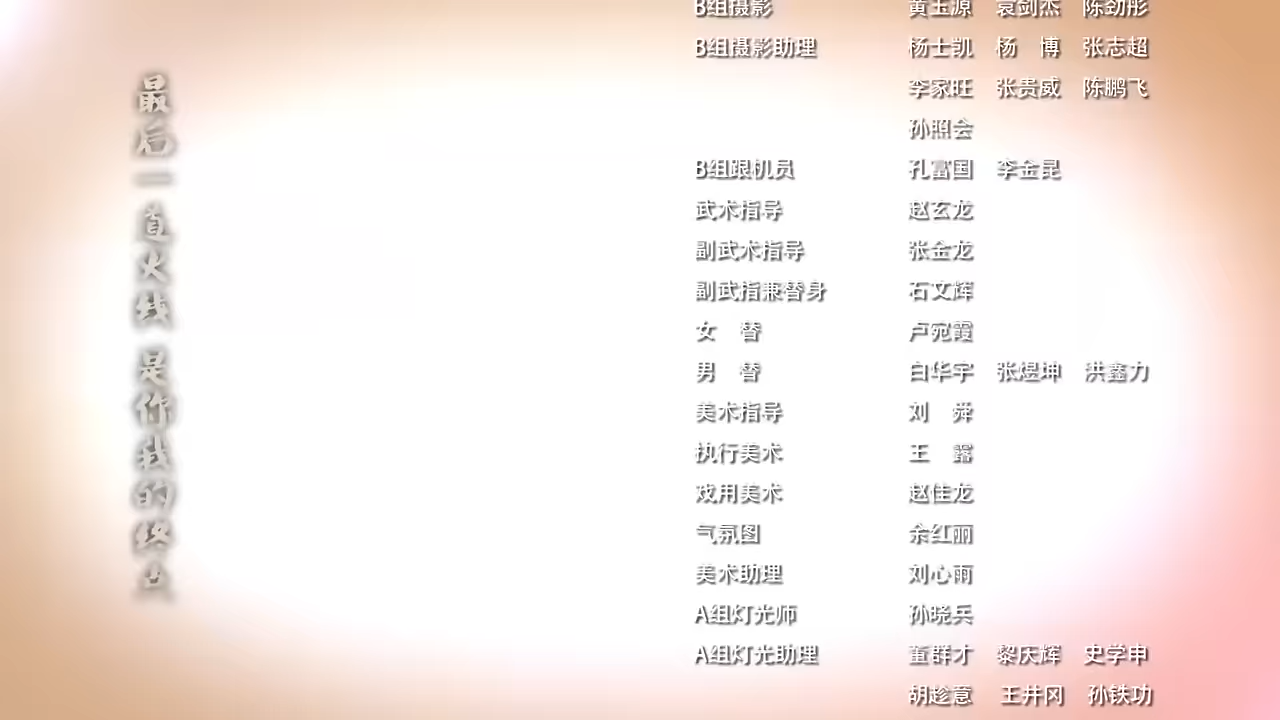 最后一道火线 是你我的终点
B组摄影 黄玉源 袁剑杰 陈劲彤
B组摄影助理 杨士凯 杨 博 张志超
李家旺 张贵威 陈鹏飞
孙照会
B组跟机员 孔富国 李金昆
武术指导 赵玄龙
副武术指导 张金龙
副武指兼替身 石文辉
女 替 卢宛霞
男 替 白华宇 张煜坤 洪鑫力
美术指导 刘 舜
执行美术 王 露
戏用美术 赵佳龙
气氛图 余红丽
美术助理 刘心雨
A组灯光师 孙晓兵
A组灯光助理 董群才 黎庆辉 史学申
胡趁意 王井冈 孙铁功